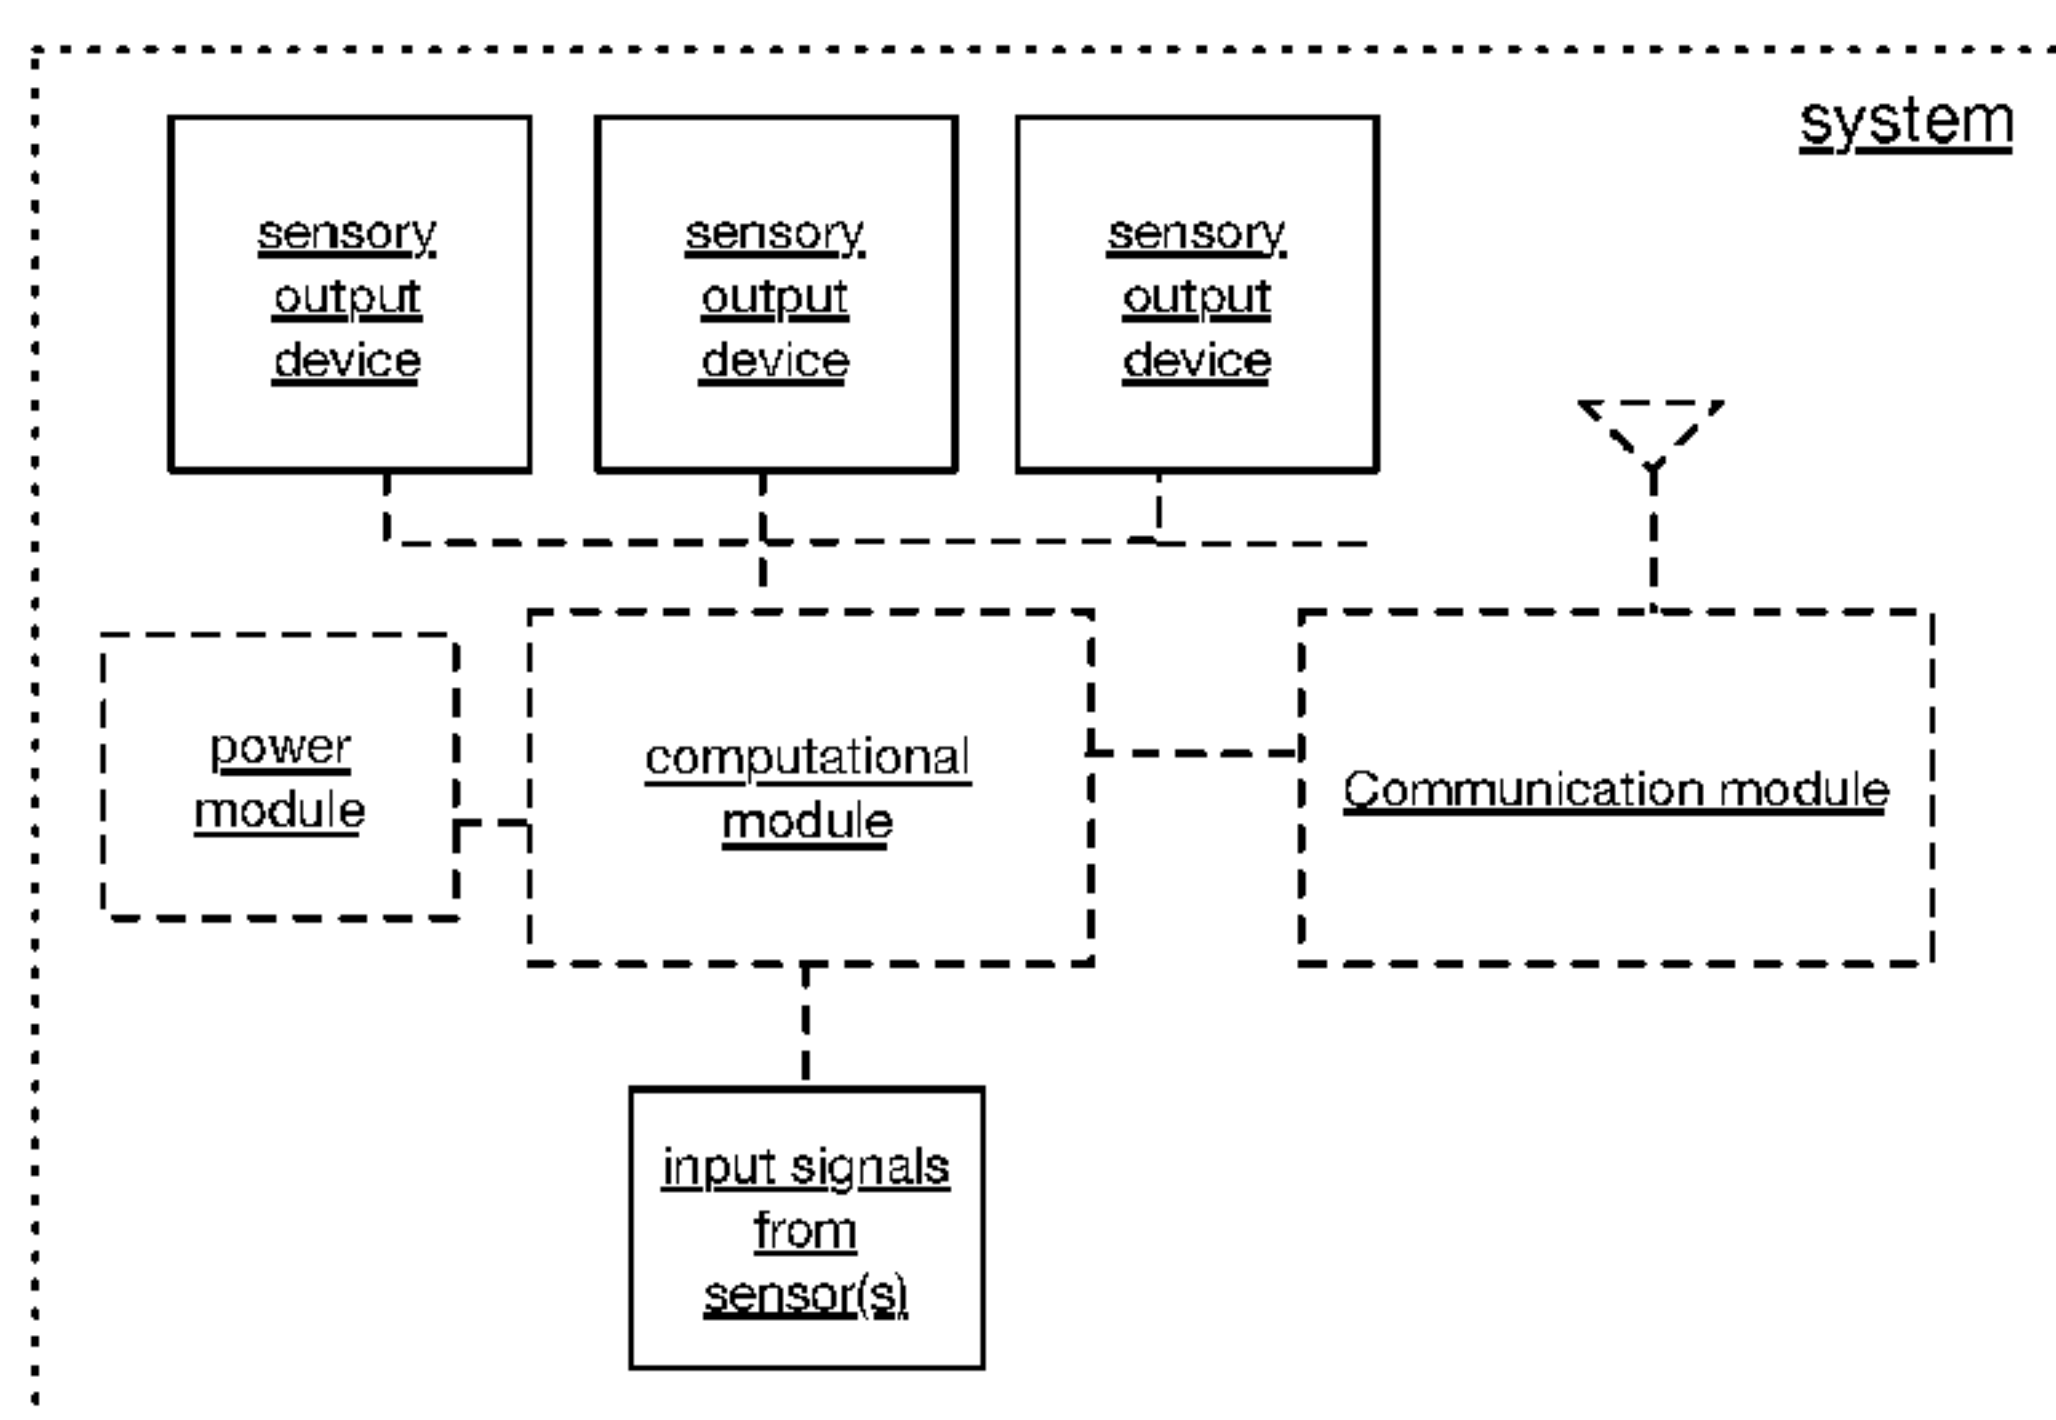 system
sensory
output
device
sensory
output
device
sensory
output
device
power
module
computational
module
Communication module
input signals
from
sensor(s)